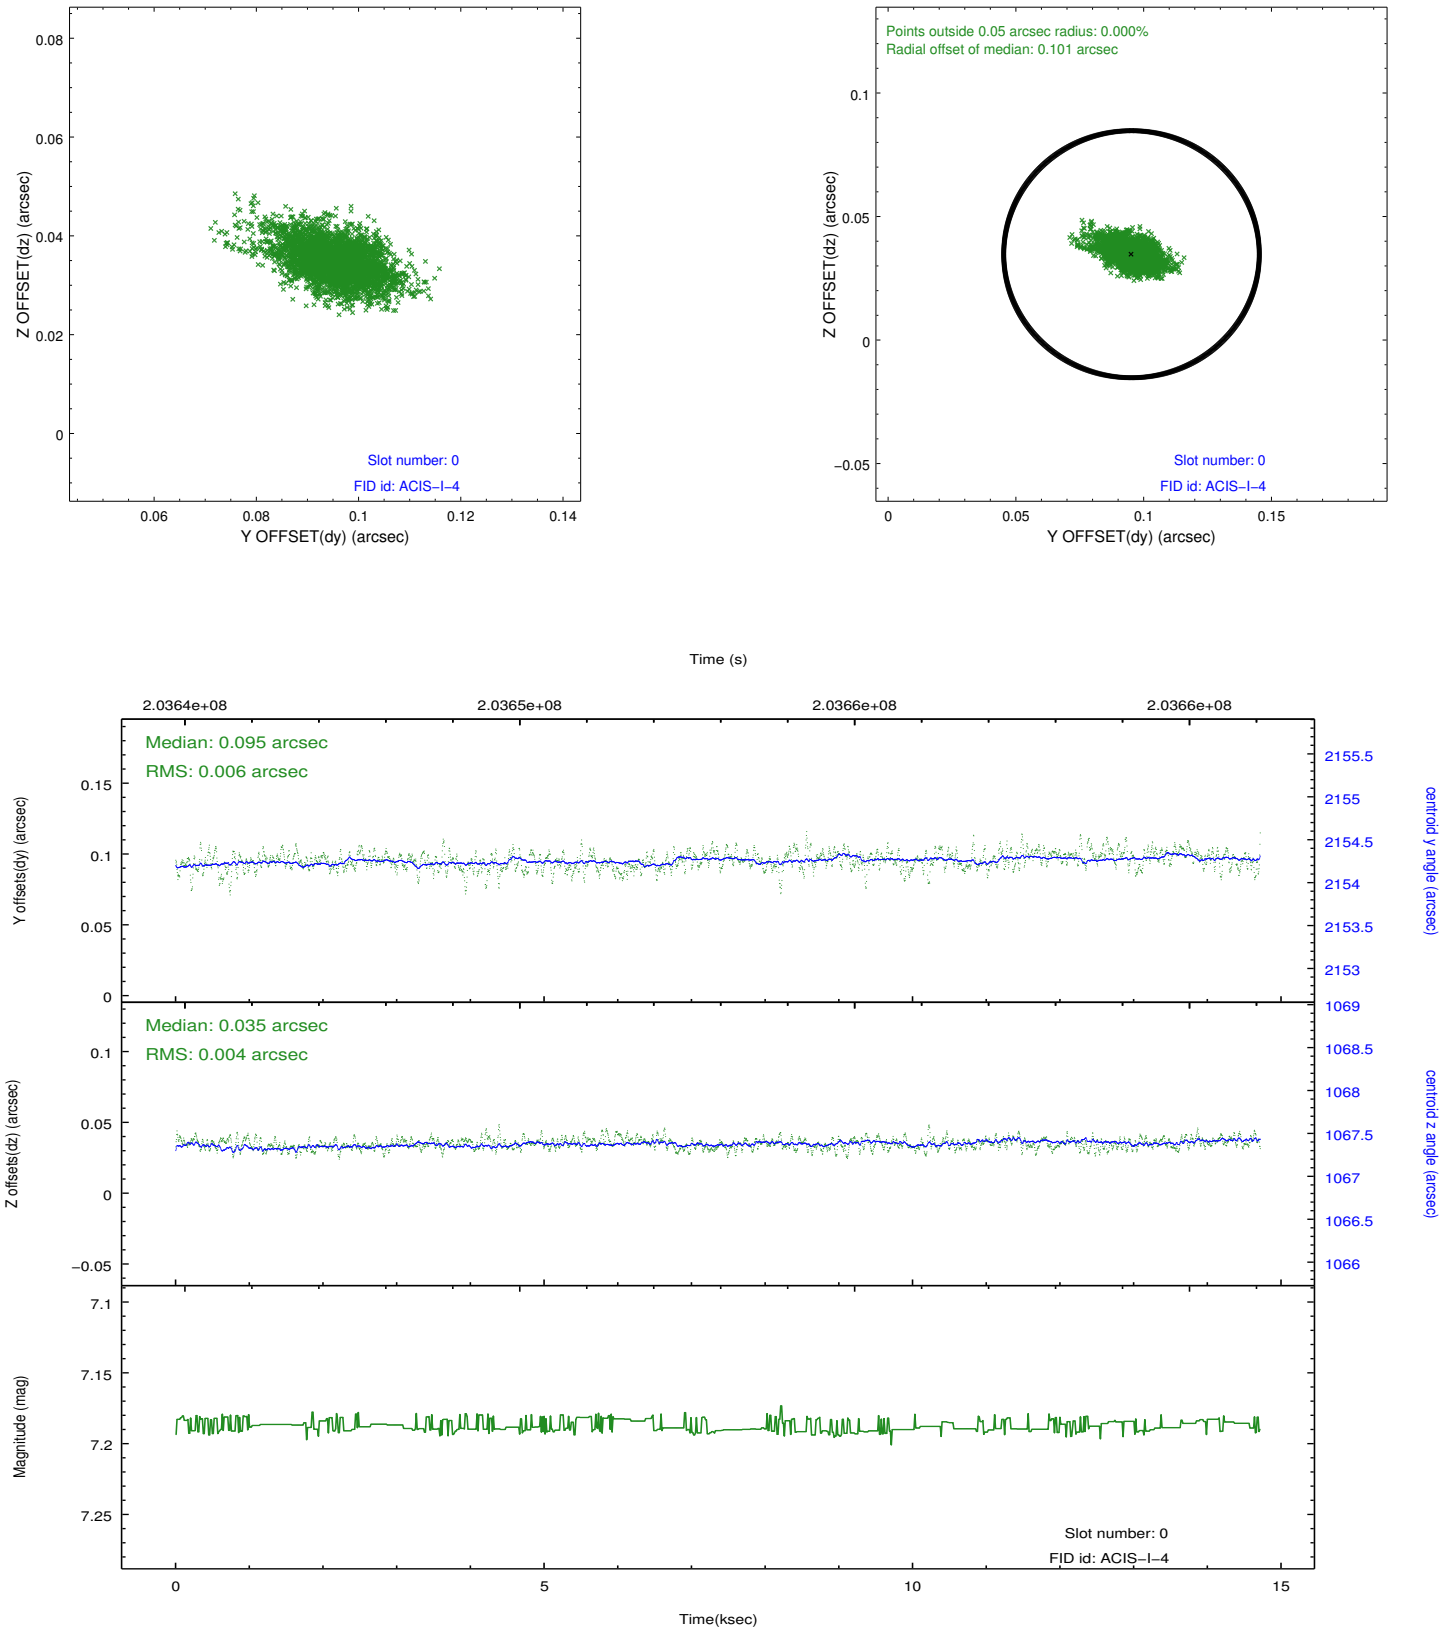 0.08
0.06
0.04
0.02
0
Z OFFSET(dz) (arcsec)
Slot number: 0
FID id: ACIS−I−4
0.06 0.08 0.1 0.12 0.14
Y OFFSET(dy) (arcsec)
Points outside 0.05 arcsec radius: 0.000%
Radial offset of median: 0.101 arcsec
0.1
0.05
0
−0.05
Z OFFSET(dz) (arcsec)
Slot number: 0
FID id: ACIS−I−4
0 0.05 0.1 0.15
Y OFFSET(dy) (arcsec)
Time (s)
2.0364e+08 2.0365e+08 2.0366e+08 2.0366e+08
Median: 0.095 arcsec
RMS: 0.006 arcsec
0.15
0.1
0.05
0
Y offsets(dy) (arcsec)
2155.5
2155
2154.5
2154
2153.5
2153
centroid y angle (arcsec)
Median: 0.035 arcsec
RMS: 0.004 arcsec
0.1
0.05
0
−0.05
Z offsets(dz) (arcsec)
1069
1068.5
1068
1067.5
1067
1066.5
1066
centroid z angle (arcsec)
7.1
7.15
7.2
7.25
Magnitude (mag)
Slot number: 0
FID id: ACIS−I−4
0 5 10 15
Time(ksec)